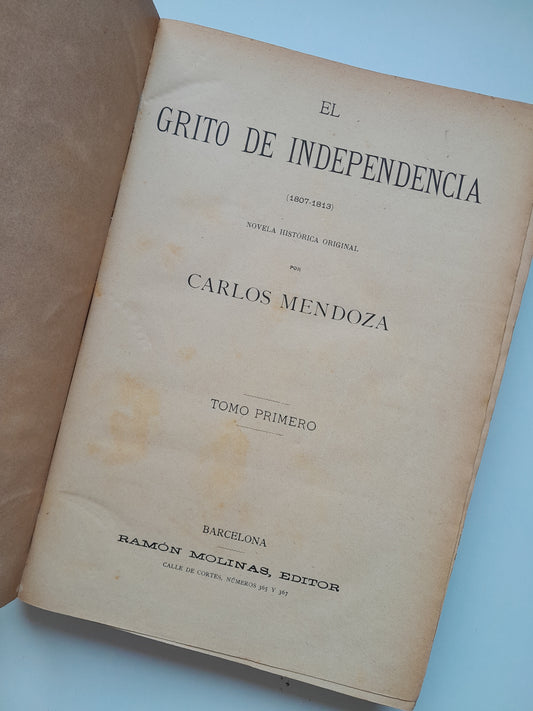 EL
GRITO DE INDEPENDENCIA
(1807-1813)
NOVELA HISTÓRICA ORIGINAL
POR
CARLOS MENDOZA
TOMO PRIMERO
BARCELONA
RAMÓN MOLINAS, EDITOR
CALLE DE CORTES, NÚMEROS 365 Y 367